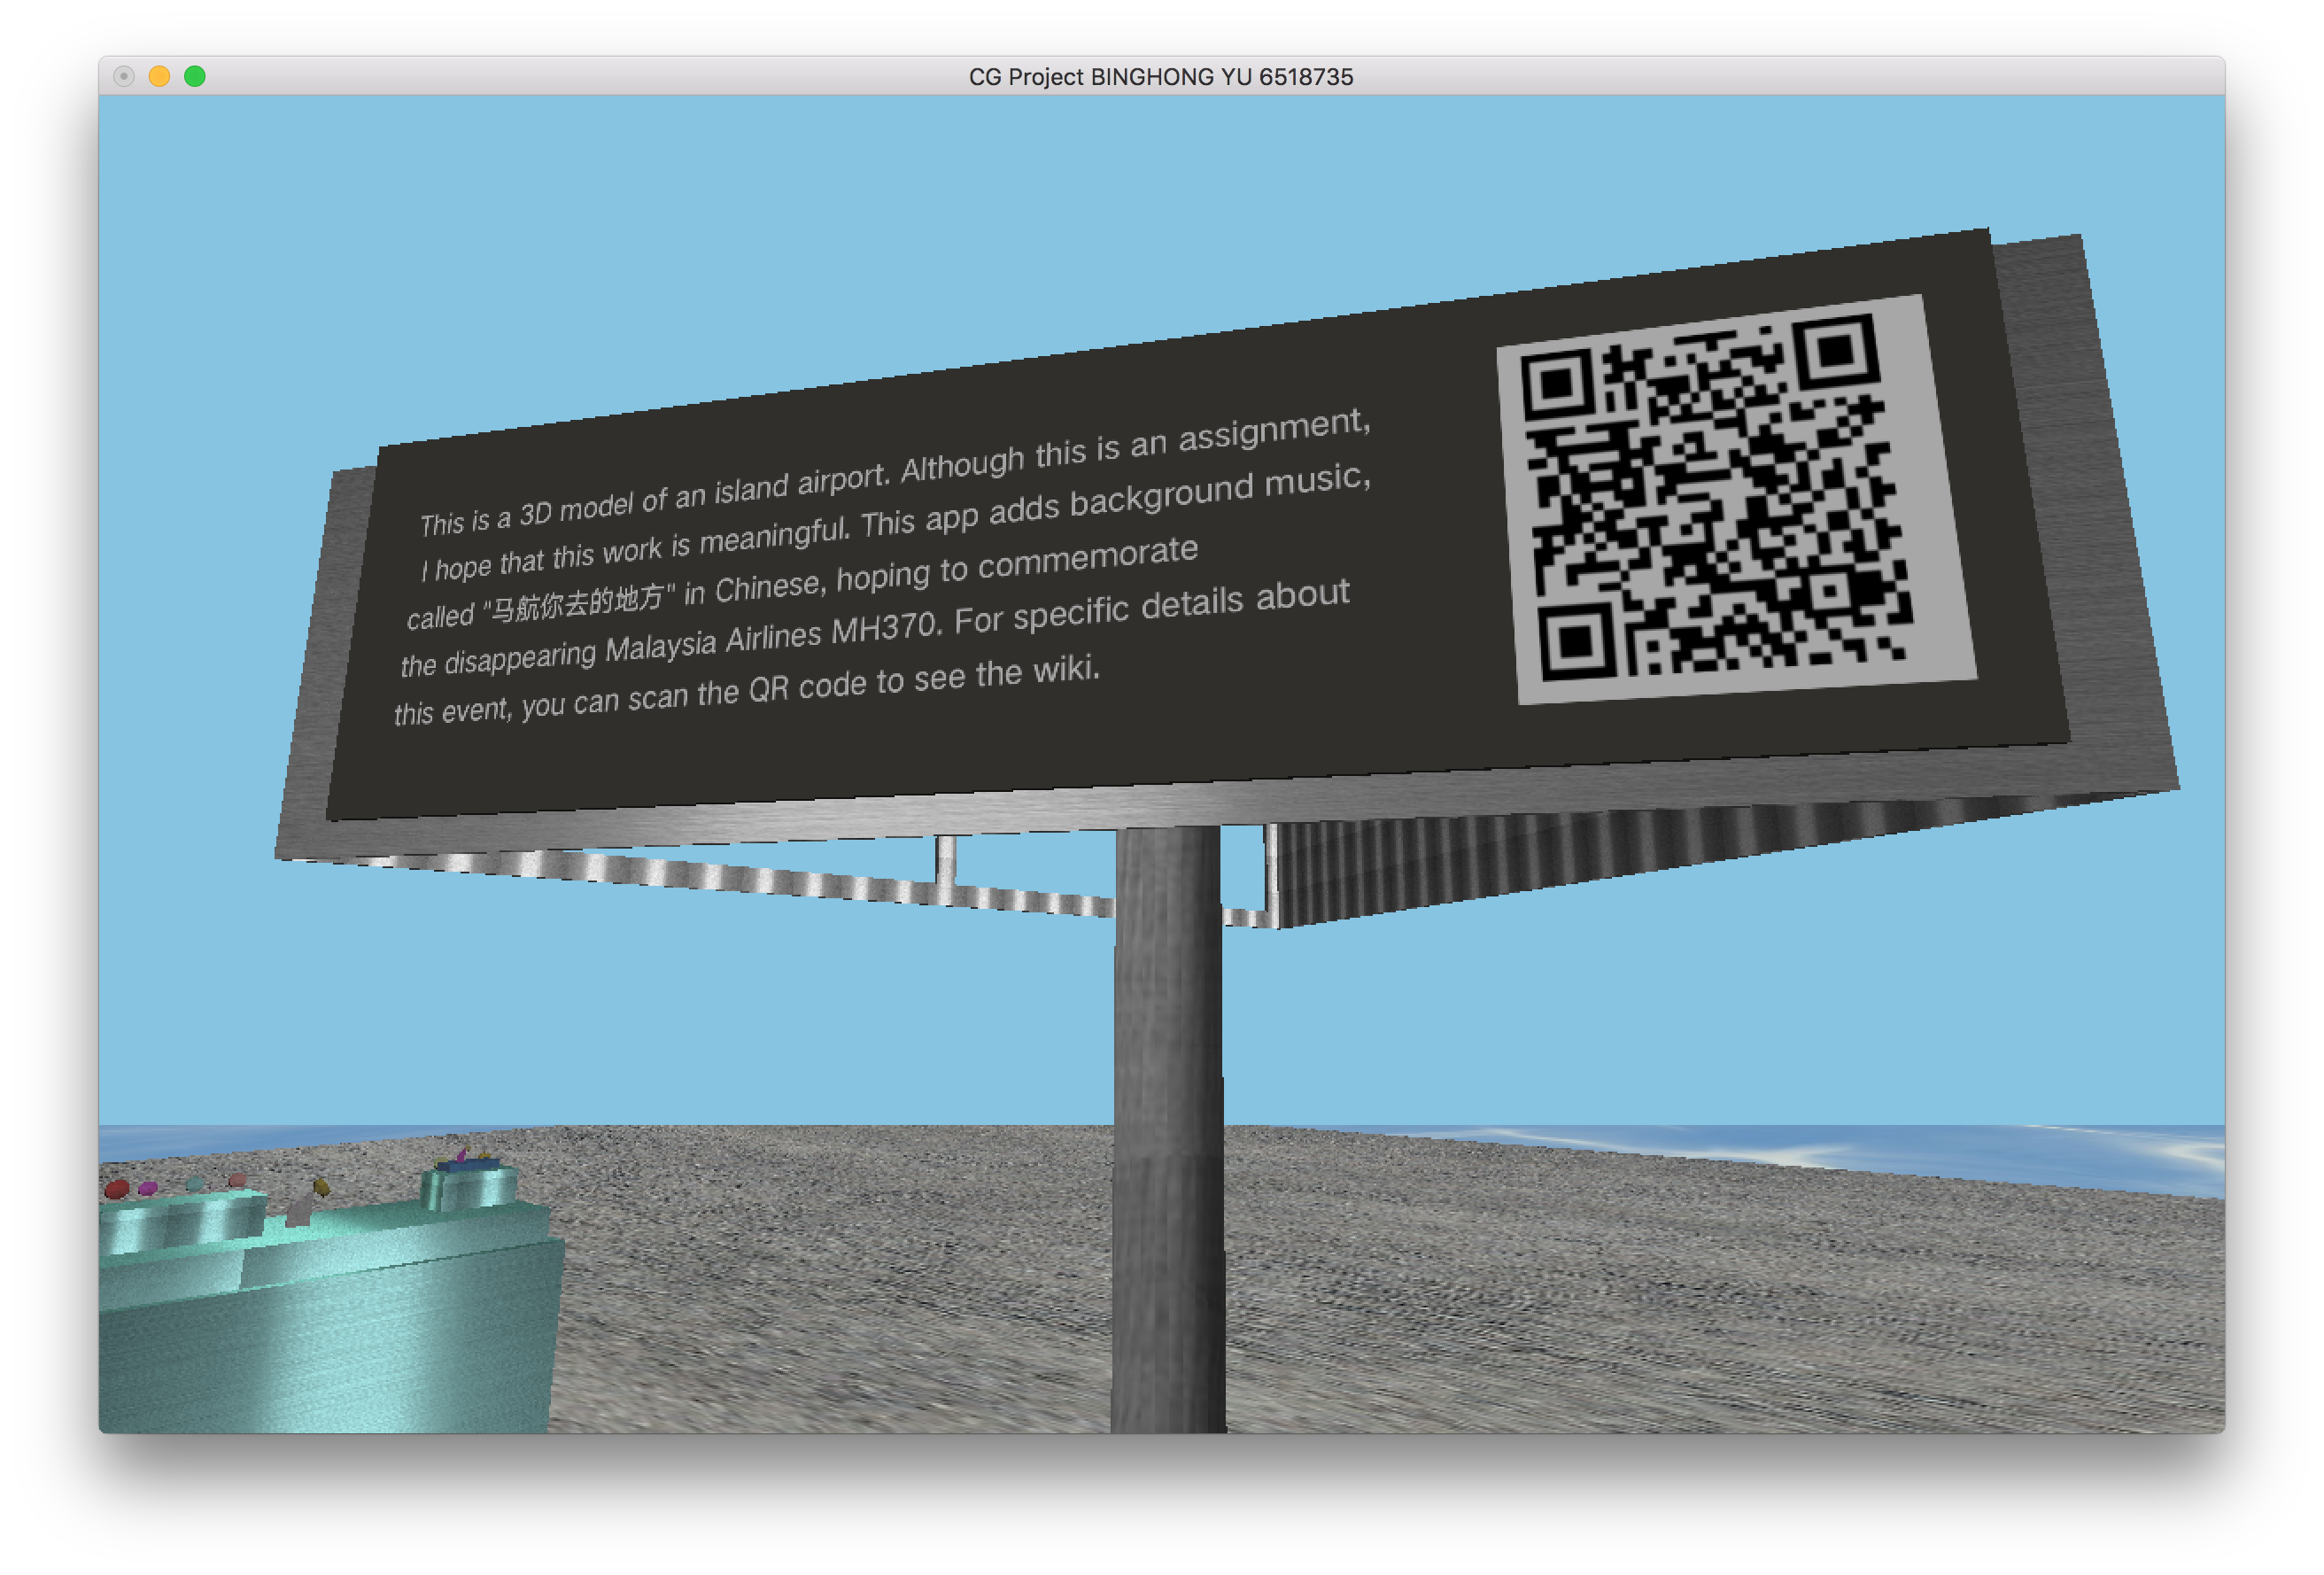 CG Project BINGHONG YU 6518735
This is a 3D model of an island airport. Although this is an assignment,
I hope that this work is meaningful. This app adds background music,
called "马航你去的地方" in Chinese, hoping to commemorate
the disappearing Malaysia Airlines MH370. For specific details about
this event, you can scan the QR code to see the wiki.